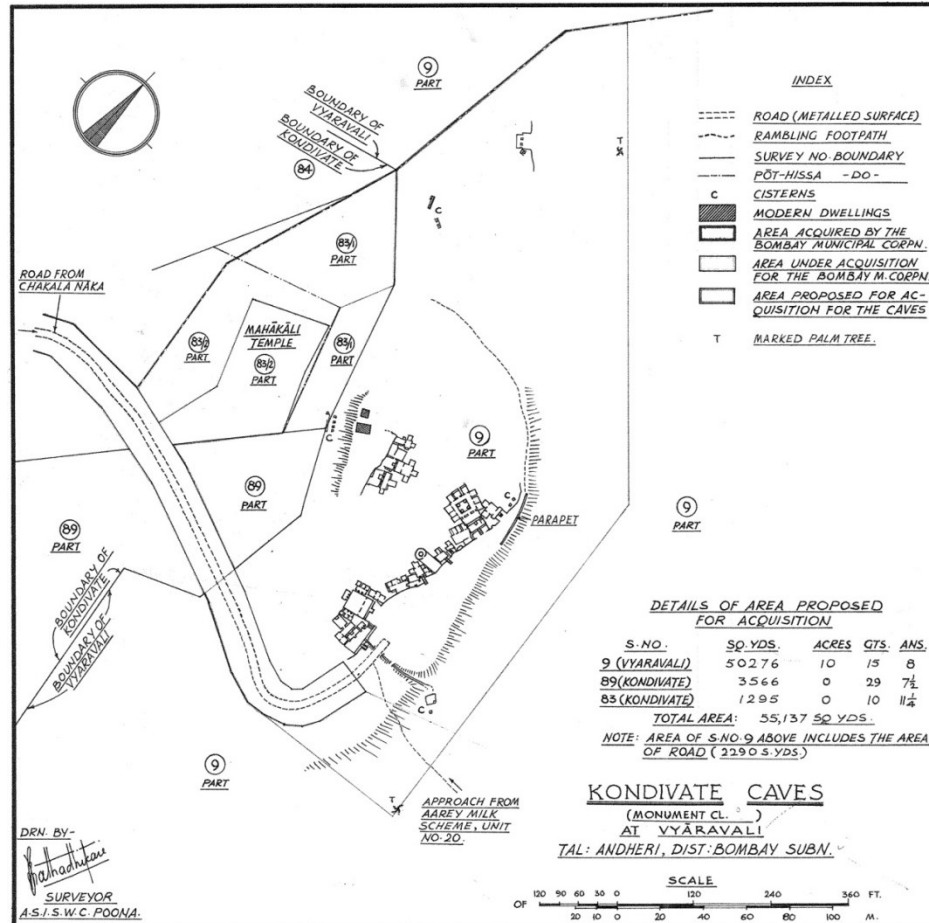 9
PART
BOUNDARY OF
VYARAVALI
BOUNDARY OF
KONDIVATE
84
T
C
83/1
PART
ROAD FROM
CHAKALA NĀKA
83/2
PART
MAHĀKĀLI
TEMPLE
83/2
PART
83/1
PART
C
9
PART
89
PART
C
PARAPET
9
PART
89
PART
BOUNDARY OF
KONDIVATE
BOUNDARY OF
VYARAVALI
C
9
PART
T
APPROACH FROM
AAREY MILK
SCHEME, UNIT
NO-20.
DRN. BY-
SURVEYOR
A.S.I.S.W.C. POONA.
INDEX
ROAD (METALLED SURFACE)
RAMBLING FOOTPATH
SURVEY NO. BOUNDARY
PŌT-HISSA -DO-
C CISTERNS
MODERN DWELLINGS
AREA ACQUIRED BY THE
BOMBAY MUNICIPAL CORPN.
AREA UNDER ACQUISITION
FOR THE BOMBAY M. CORPN.
AREA PROPOSED FOR AC-
QUISITION FOR THE CAVES
T MARKED PALM TREE.
DETAILS OF AREA PROPOSED
FOR ACQUISITION
S.NO. SQ.YDS. ACRES GTS. ANS.
9 (VYARAVALI) 50276 10 15 8
89 (KONDIVATE) 3566 0 29 7½
83 (KONDIVATE) 1295 0 10 11¼
TOTAL AREA: 55,137 SQ YDS.
NOTE: AREA OF S.NO.9 ABOVE INCLUDES THE AREA
OF ROAD (2290 S.YDS.)
KONDIVATE CAVES
(MONUMENT CL. )
AT VYĀRAVALI
TAL: ANDHERI, DIST: BOMBAY SUBN.
SCALE
OF
120 90 60 30 0 120 240 360 FT.
20 10 0 20 40 60 80 100 M.